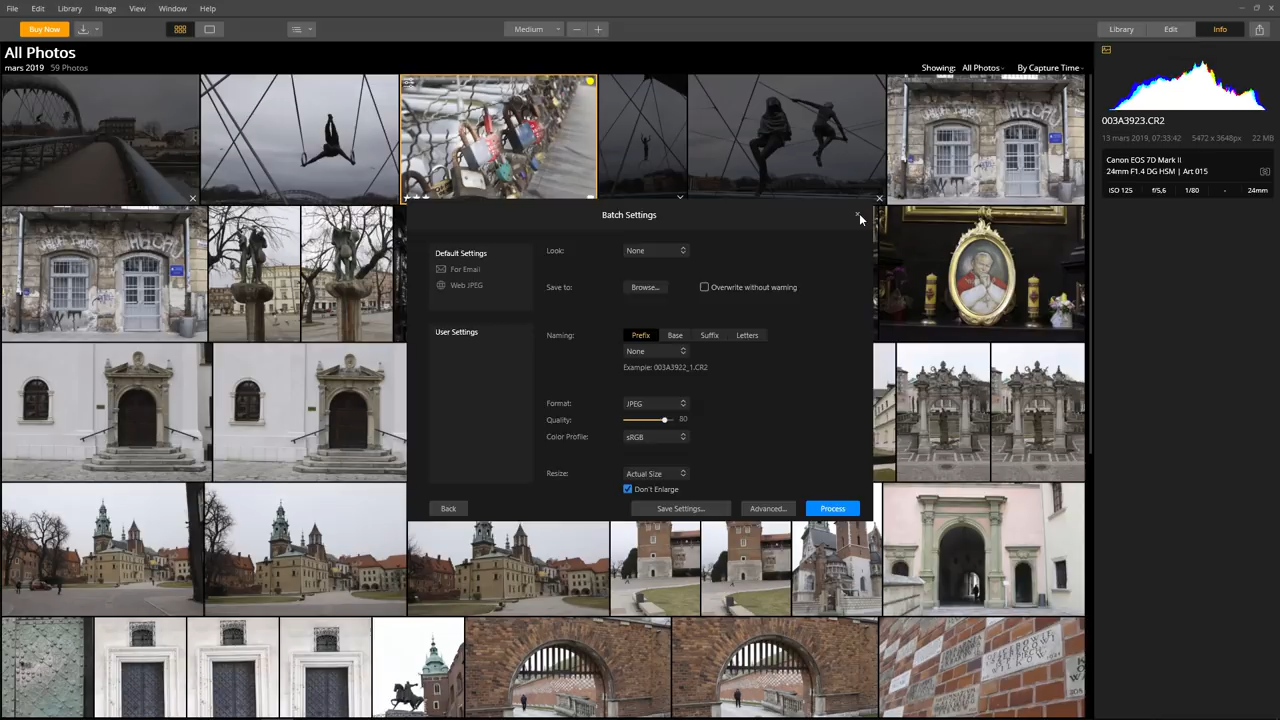 File Edit Library Image View Window Help
Buy Now Medium Library Edit Info
All Photos
mars 2019 59 Photos Showing: All Photos By Capture Time
003A3923.CR2
13 mars 2019, 07:33:42 5472 x 3648px 22 MB
Canon EOS 7D Mark II
24mm F1.4 DG HSM | Art 015
ISO 125 f/5,6 1/80 - 24mm
Batch Settings
Default Settings
For Email
Web JPEG
User Settings
Look: None
Save to: Browse... Overwrite without warning
Naming: Prefix Base Suffix Letters
None
Example: 003A3922_1.CR2
Format: JPEG
Quality: 80
Color Profile: sRGB
Resize: Actual Size
Don't Enlarge
Back Save Settings... Advanced... Process